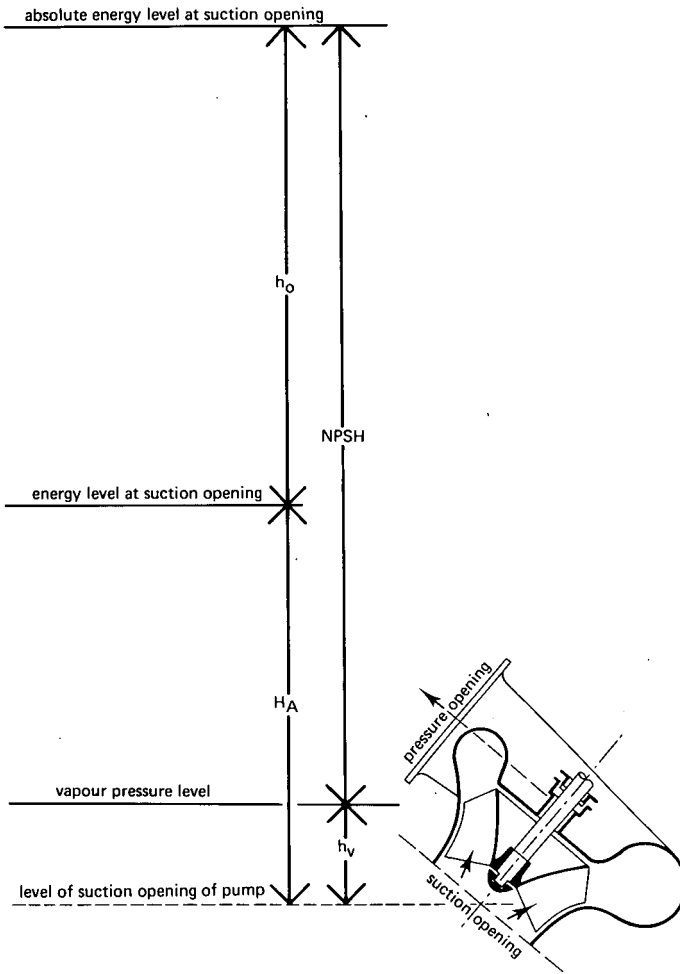 absolute energy level at suction opening
h₀
NPSH
energy level at suction opening
pressure opening
H_A
vapour pressure level
h_v
level of suction opening of pump
suction opening